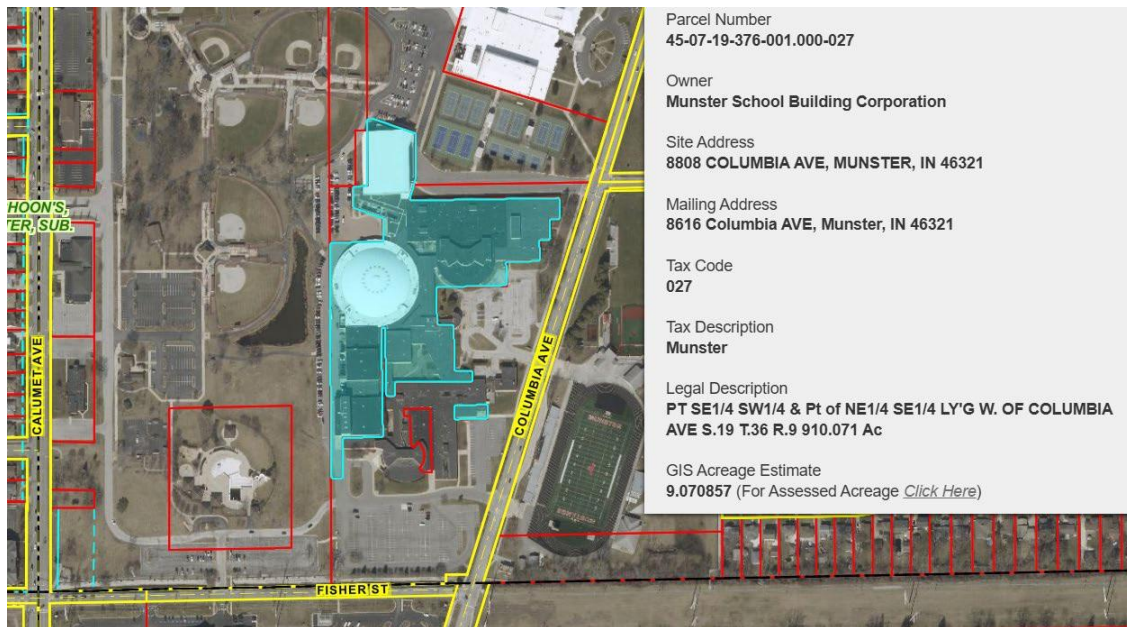 Parcel Number
45-07-19-376-001.000-027
Owner
Munster School Building Corporation
Site Address
8808 COLUMBIA AVE, MUNSTER, IN 46321
Mailing Address
8616 Columbia AVE, Munster, IN 46321
Tax Code
027
Tax Description
Munster
Legal Description
PT SE1/4 SW1/4 & Pt of NE1/4 SE1/4 LY'G W. OF COLUMBIA
AVE S.19 T.36 R.9 910.071 Ac
GIS Acreage Estimate
9.070857 (For Assessed Acreage Click Here)
HOON'S,
TER, SUB.
CALUMET AVE
COLUMBIA AVE
FISHER ST
MUNSTER